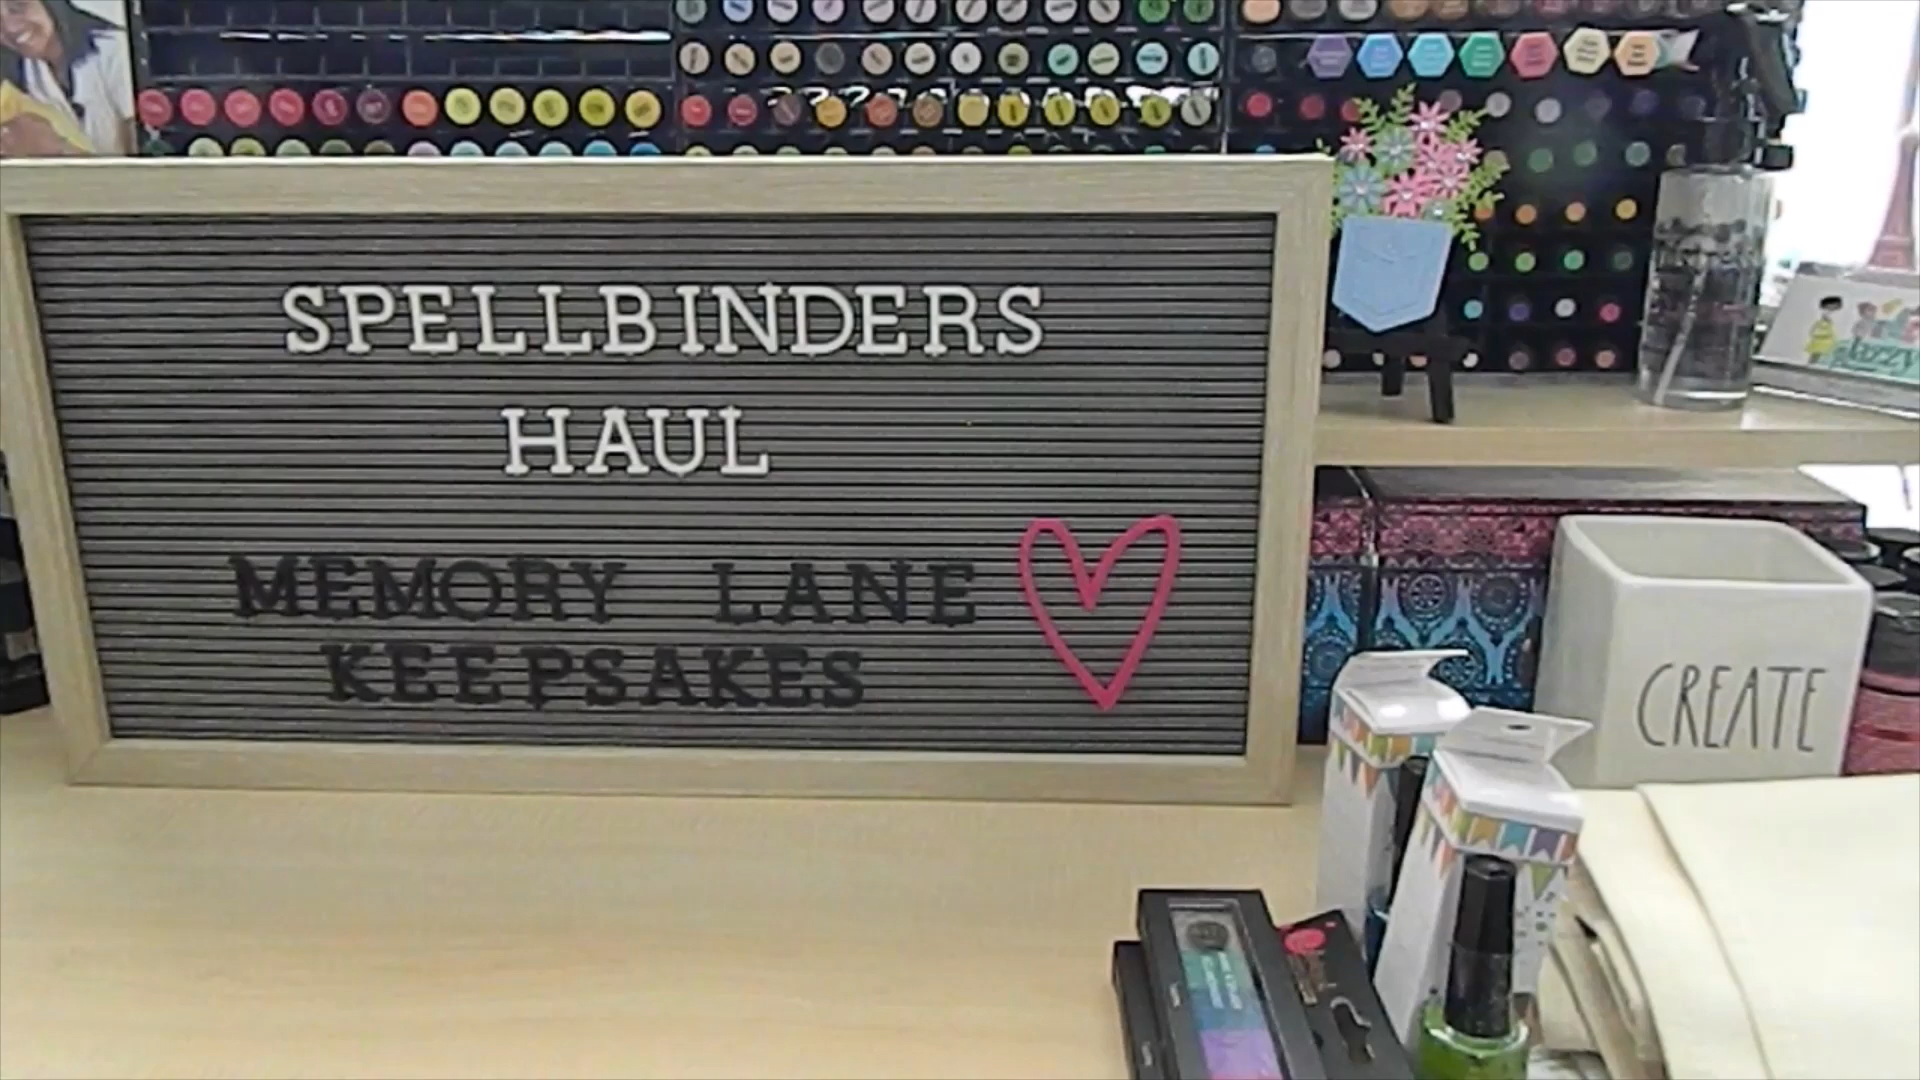 SPELLBINDERS
HAUL
MEMORY LANE
KEEPSAKES
CREATE